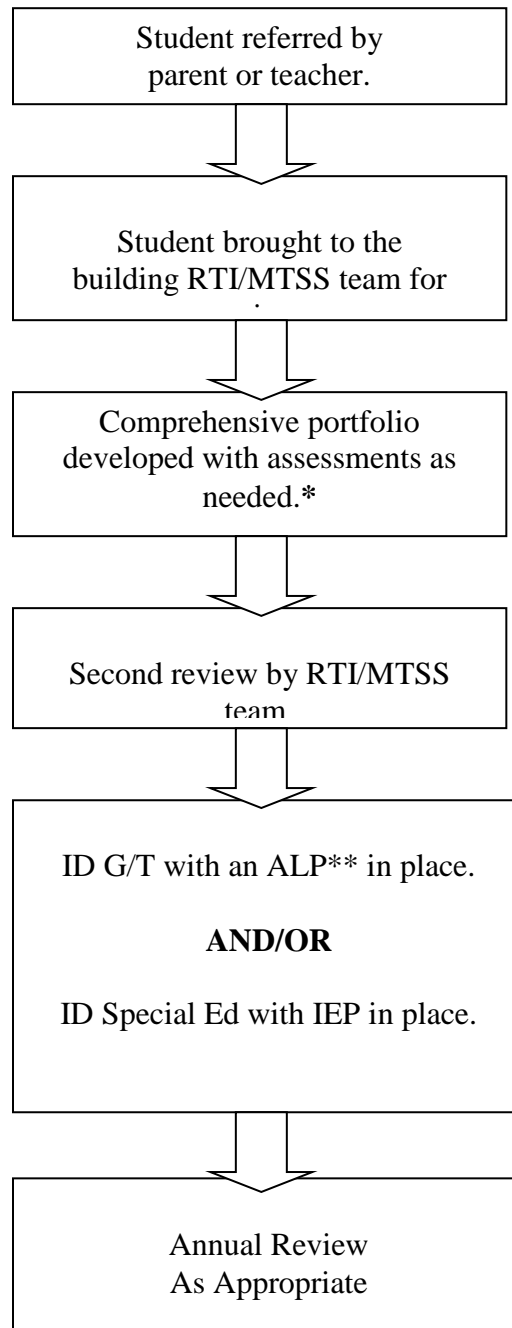 Student referred by
parent or teacher.
Student brought to the
building RTI/MTSS team for
Comprehensive portfolio
developed with assessments as
needed.*
Second review by RTI/MTSS
team
ID G/T with an ALP** in place.
AND/OR
ID Special Ed with IEP in place.
Annual Review
As Appropriate